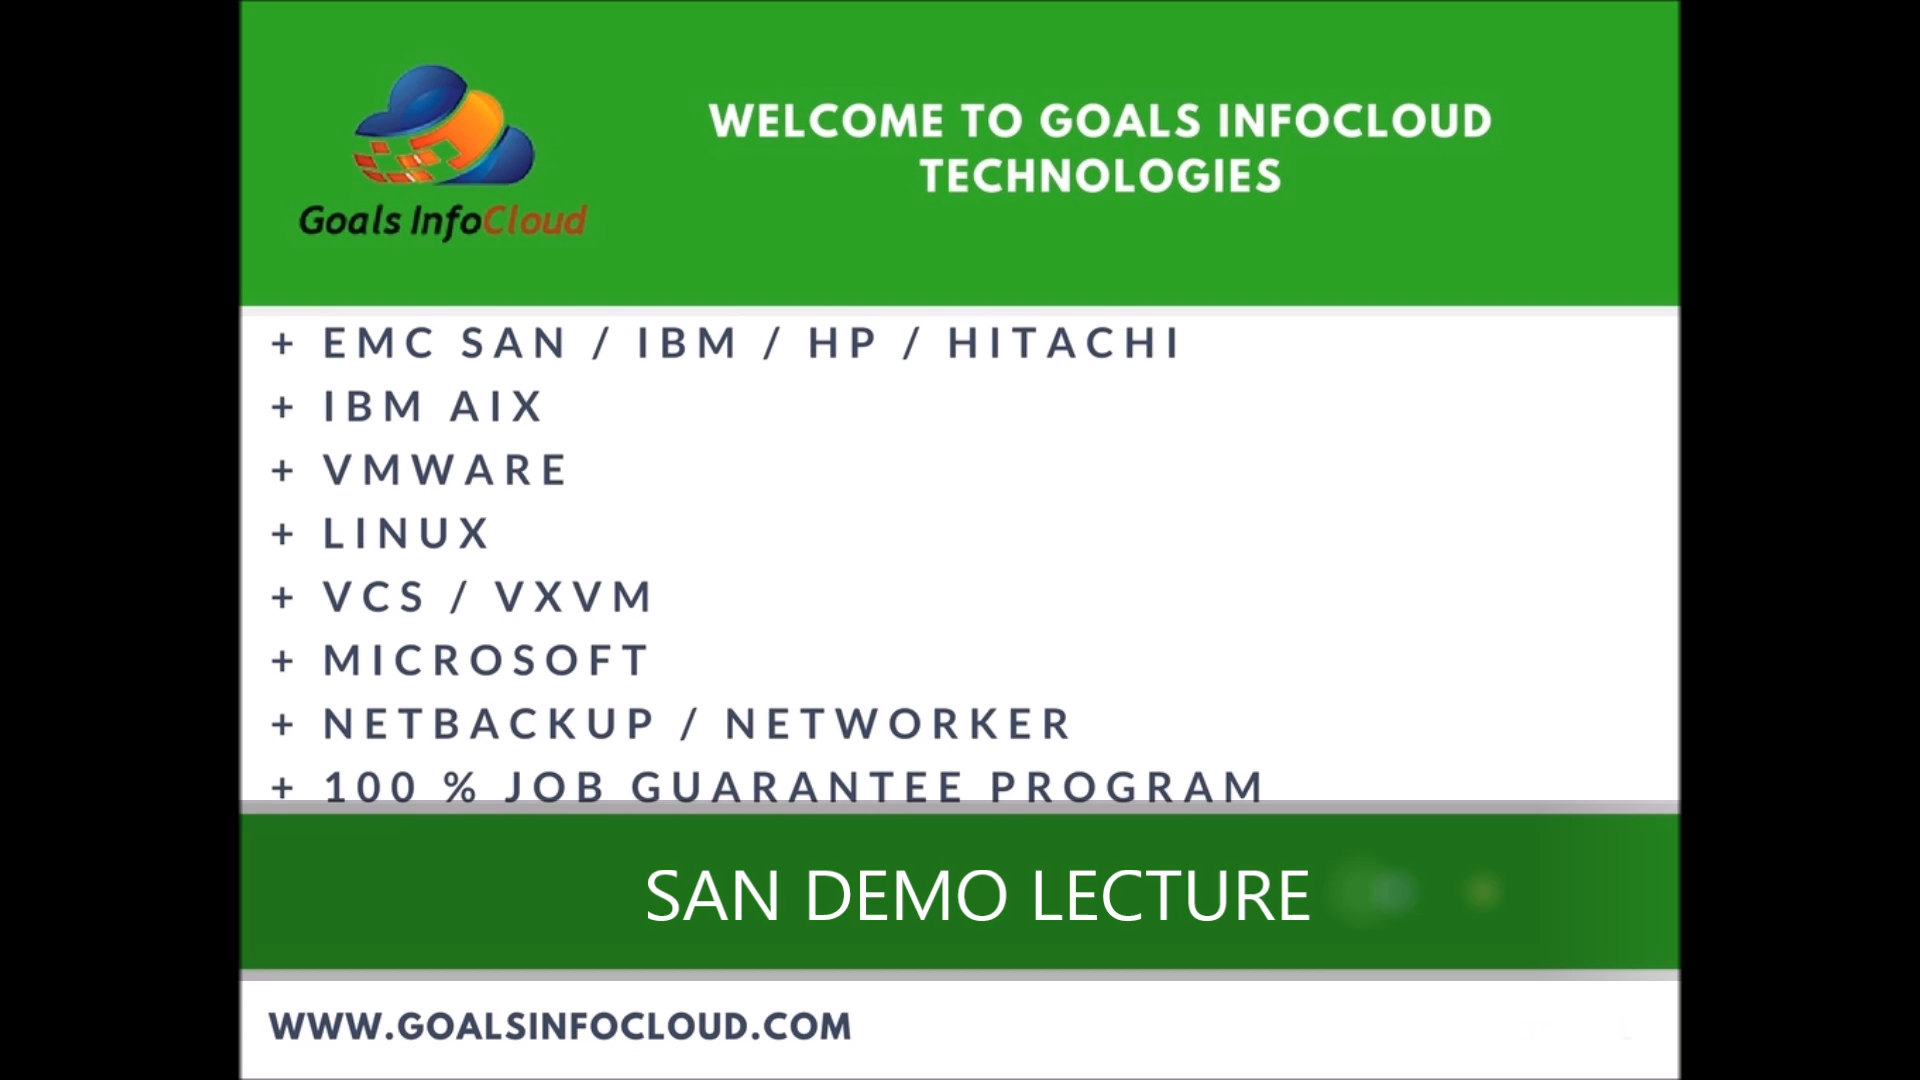 Goals InfoCloud
WELCOME TO GOALS INFOCLOUD
TECHNOLOGIES
+ EMC SAN / IBM / HP / HITACHI
+ IBM AIX
+ VMWARE
+ LINUX
+ VCS / VXVM
+ MICROSOFT
+ NETBACKUP / NETWORKER
+ 100 % JOB GUARANTEE PROGRAM
SAN DEMO LECTURE
WWW.GOALSINFOCLOUD.COM